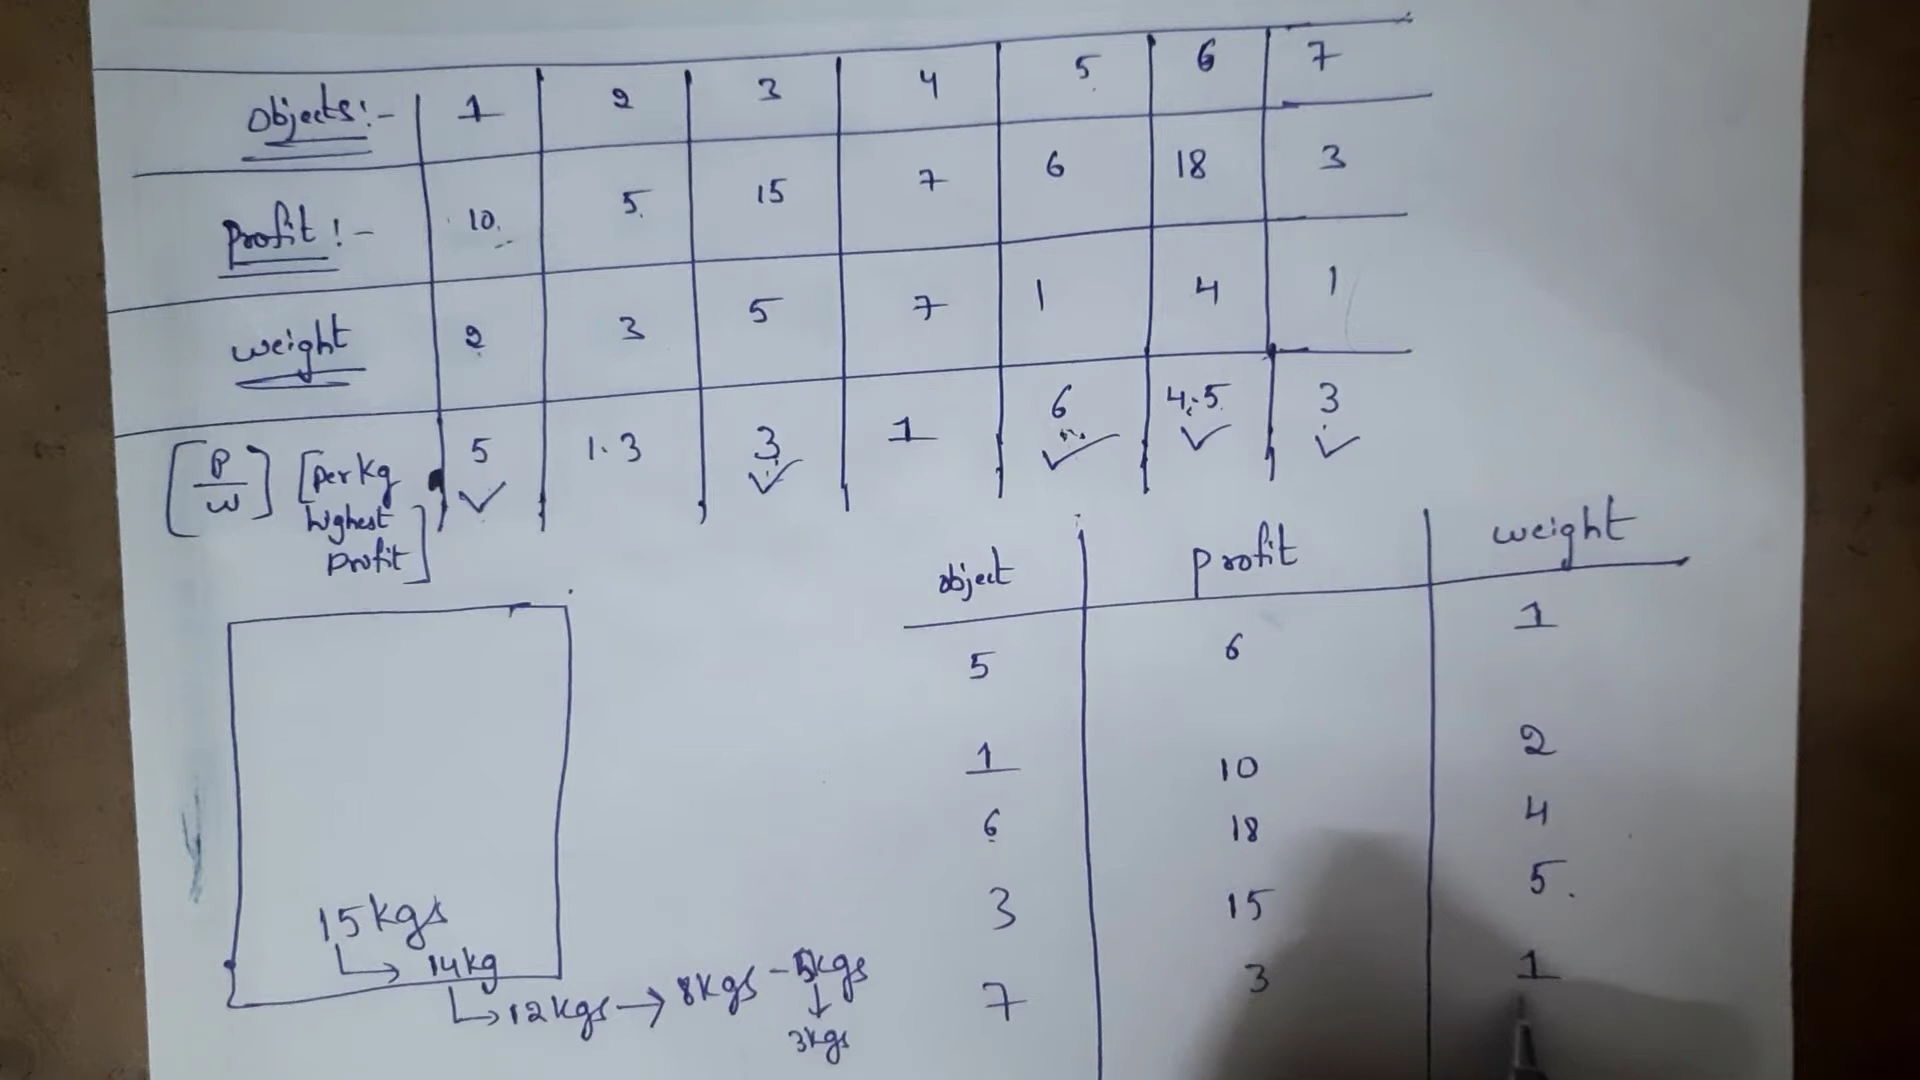 Objects:- 1 2 3 4 5 6 7
Profit:- 10 5 15 7 6 18 3
weight 2 3 5 7 1 4 1
[P/w] [Per kg highest Profit] 5 1.3 3 1 6 4.5 3
object profit weight
5 6 1
1 10 2
6 18 4
3 15 5
7 3 1
15kgs
14kg
12kgs → 8kgs - 5kgs
3kgs